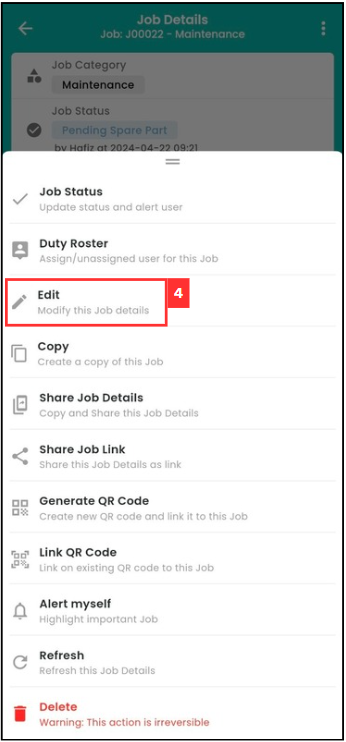 Job Details
Job: J00022 - Maintenance
Job Category
Maintenance
Job Status
Pending Spare Part
by Hafiz at 2024-04-22 09:21
Job Status
Update status and alert user
Duty Roster
Assign/unassigned user for this Job
Edit
4
Modify this Job details
Copy
Create a copy of this Job
Share Job Details
Copy and Share this Job Details
Share Job Link
Share this Job Details as link
Generate QR Code
Create new QR code and link it to this Job
Link QR Code
Link on existing QR code to this Job
Alert myself
Highlight important Job
Refresh
Refresh this Job Details
Delete
Warning: This action is irreversible